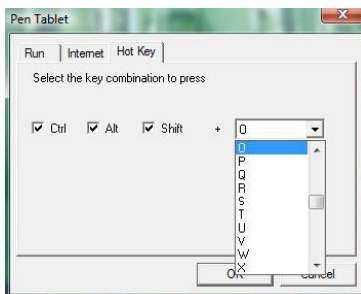 Pen Tablet
Run Internet Hot Key
Select the key combination to press
Ctrl Alt Shift + O
O
P
Q
R
S
T
U
V
W
X
OK Cancel